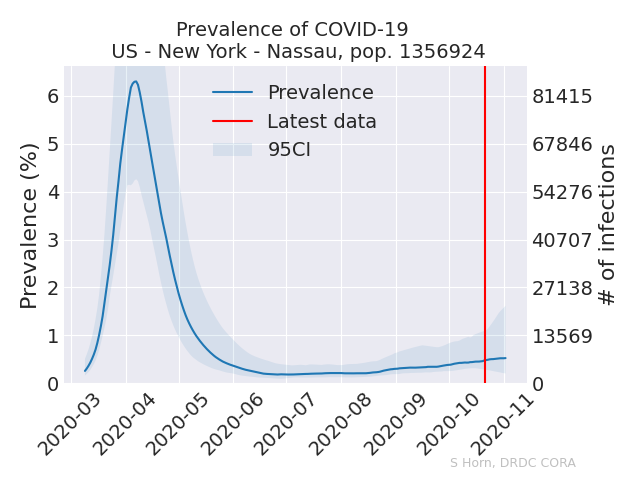 Prevalence of COVID-19
US - New York - Nassau, pop. 1356924
Prevalence
Latest data
95CI
Prevalence (%)
6
5
4
3
2
1
0
81415
67846
54276
40707
27138
13569
0
# of infections
2020-03
2020-04
2020-05
2020-06
2020-07
2020-08
2020-09
2020-10
2020-11
S Horn, DRDC CORA